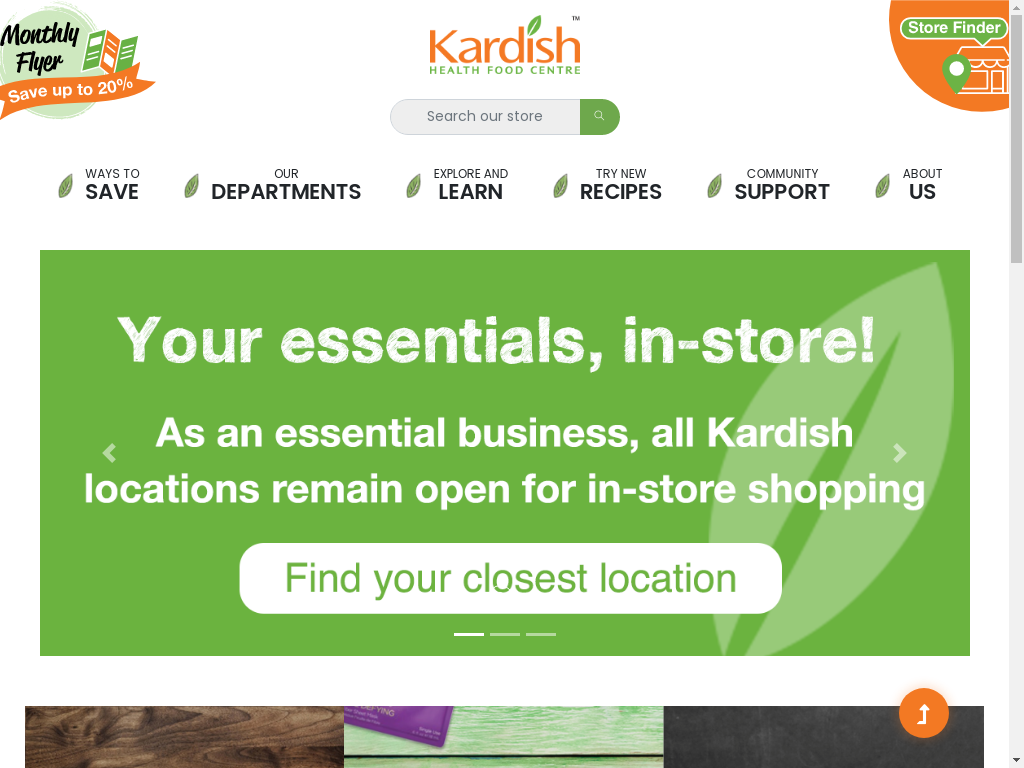 Monthly
Flyer
Save up to 20%
Kardish™
HEALTH FOOD CENTRE
Store Finder
Search our store
WAYS TO
SAVE
OUR
DEPARTMENTS
EXPLORE AND
LEARN
TRY NEW
RECIPES
COMMUNITY
SUPPORT
ABOUT
US
Your essentials, in-store!
As an essential business, all Kardish
locations remain open for in-store shopping
Find your closest location